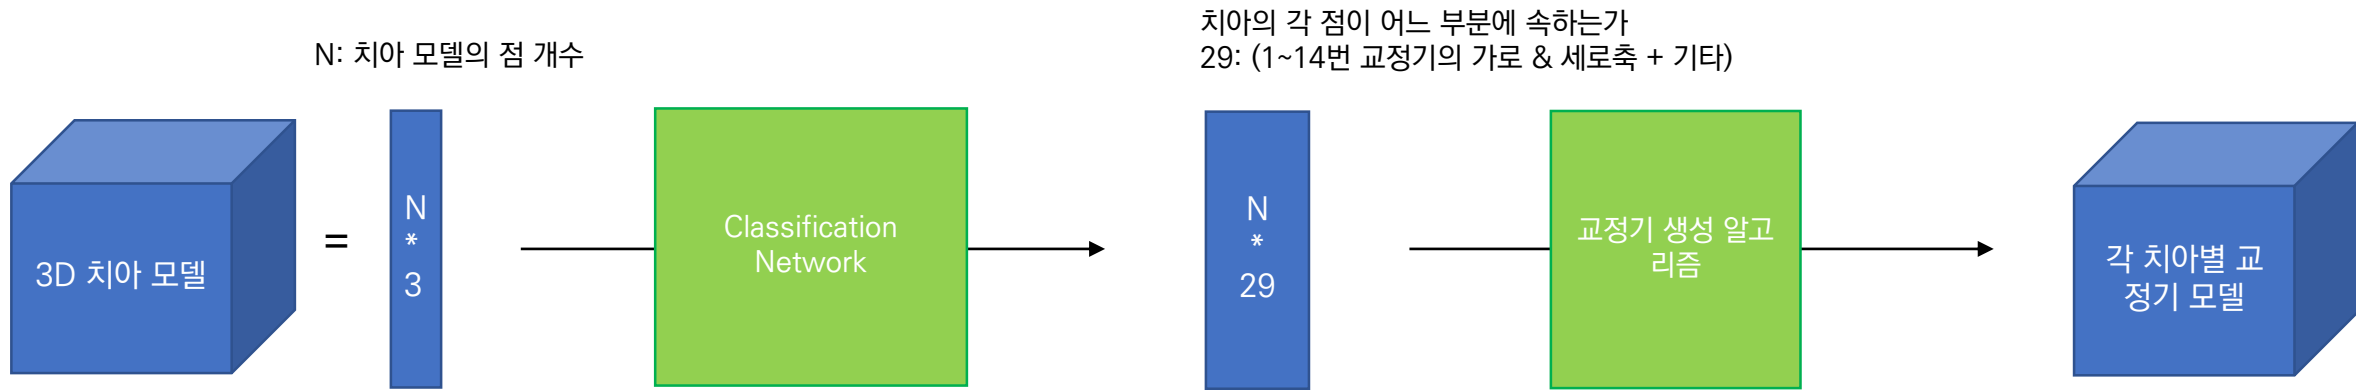 N: 치아 모델의 점 개수
치아의 각 점이 어느 부분에 속하는가
29: (1~14번 교정기의 가로 & 세로축 + 기타)
3D 치아 모델
=
N
*
3
Classification
Network
N
*
29
교정기 생성 알고
리즘
각 치아별 교
정기 모델